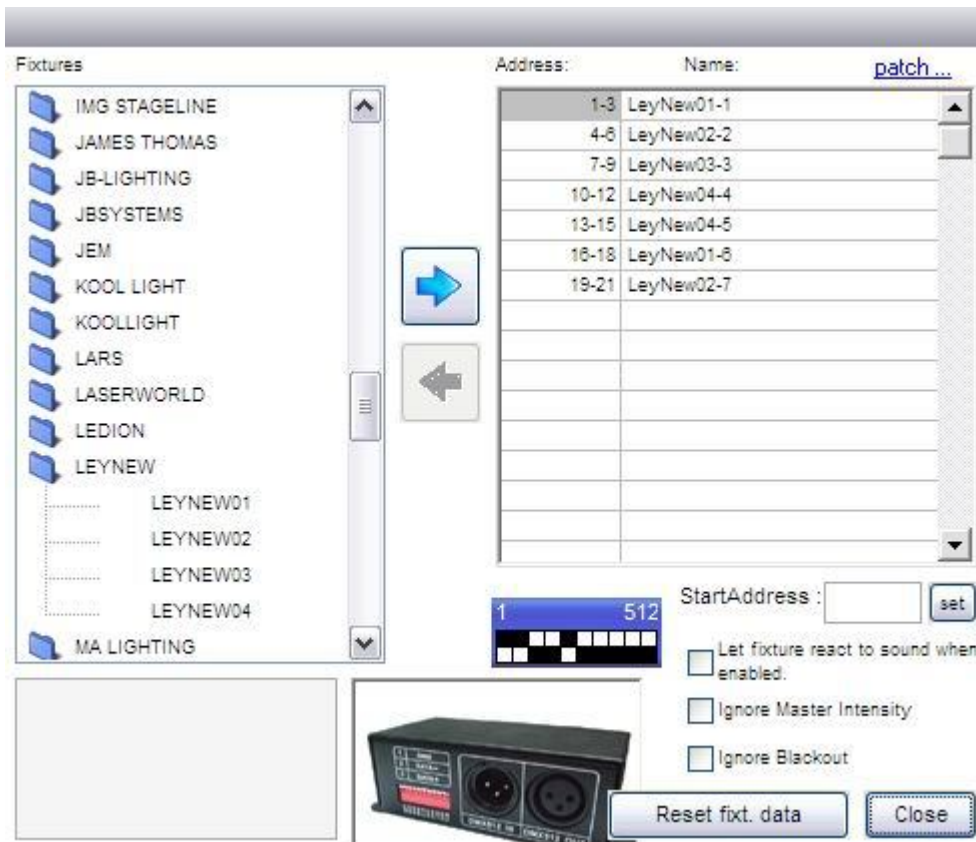 Fixtures
IMG STAGELINE
JAMES THOMAS
JB-LIGHTING
JBSYSTEMS
JEM
KOOL LIGHT
KOOLLIGHT
LARS
LASERWORLD
LEDION
LEYNEW
LEYNEW01
LEYNEW02
LEYNEW03
LEYNEW04
MA LIGHTING
Address: Name: patch ...
1-3 LeyNew01-1
4-6 LeyNew02-2
7-9 LeyNew03-3
10-12 LeyNew04-4
13-15 LeyNew04-5
16-18 LeyNew01-6
19-21 LeyNew02-7
1 512
StartAddress : set
Let fixture react to sound when
enabled.
Ignore Master Intensity
Ignore Blackout
Reset fixt. data Close
DMX512 IN